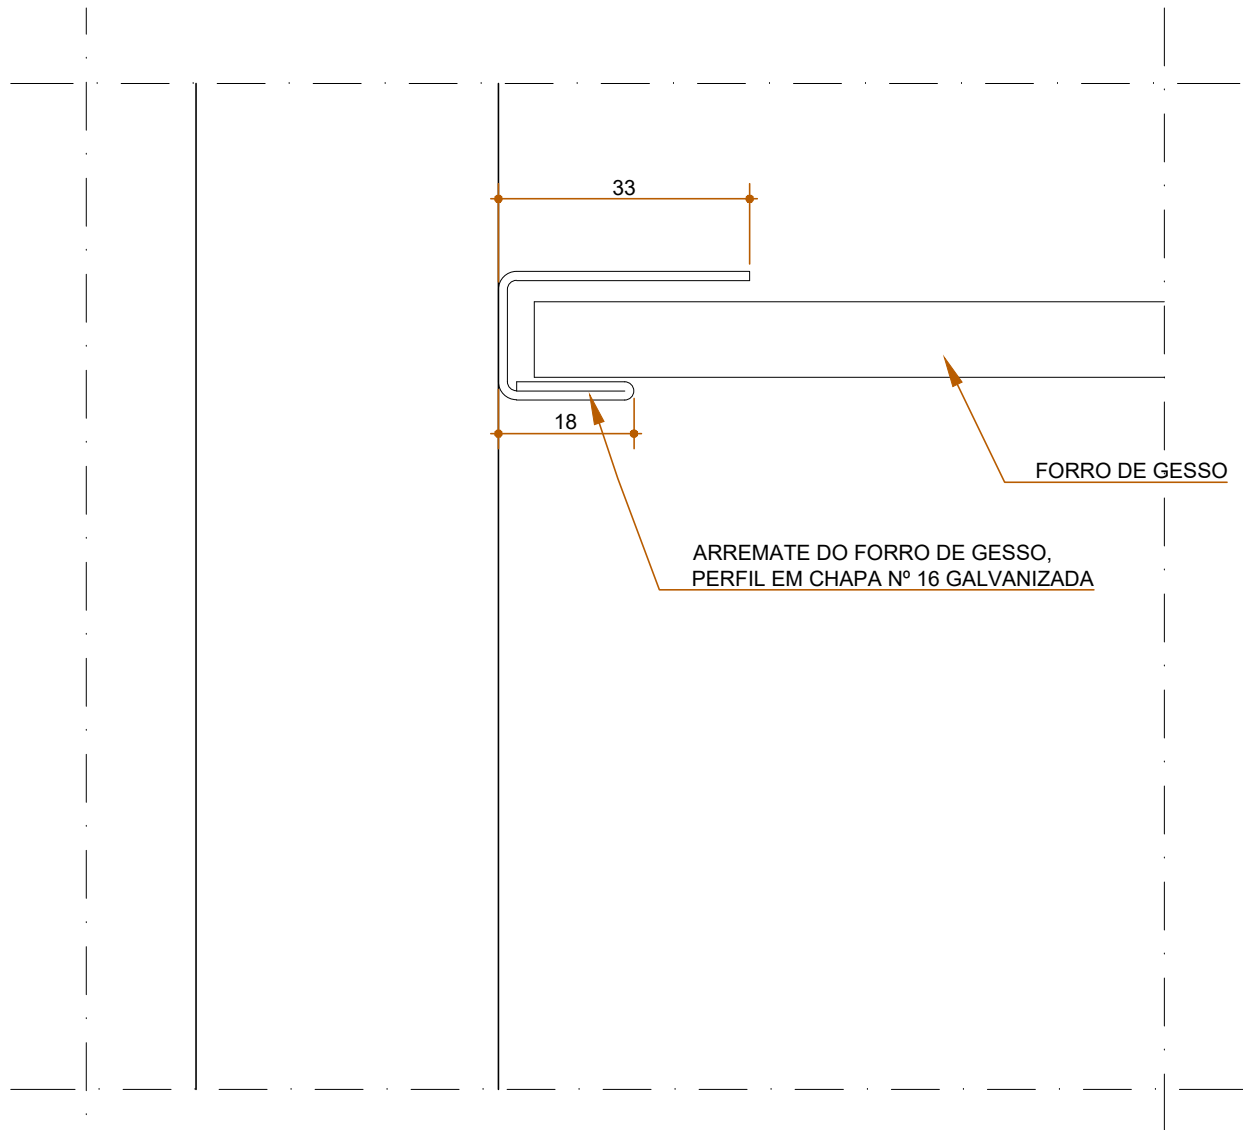 33
18
FORRO DE GESSO
ARREMATE DO FORRO DE GESSO,
PERFIL EM CHAPA Nº 16 GALVANIZADA